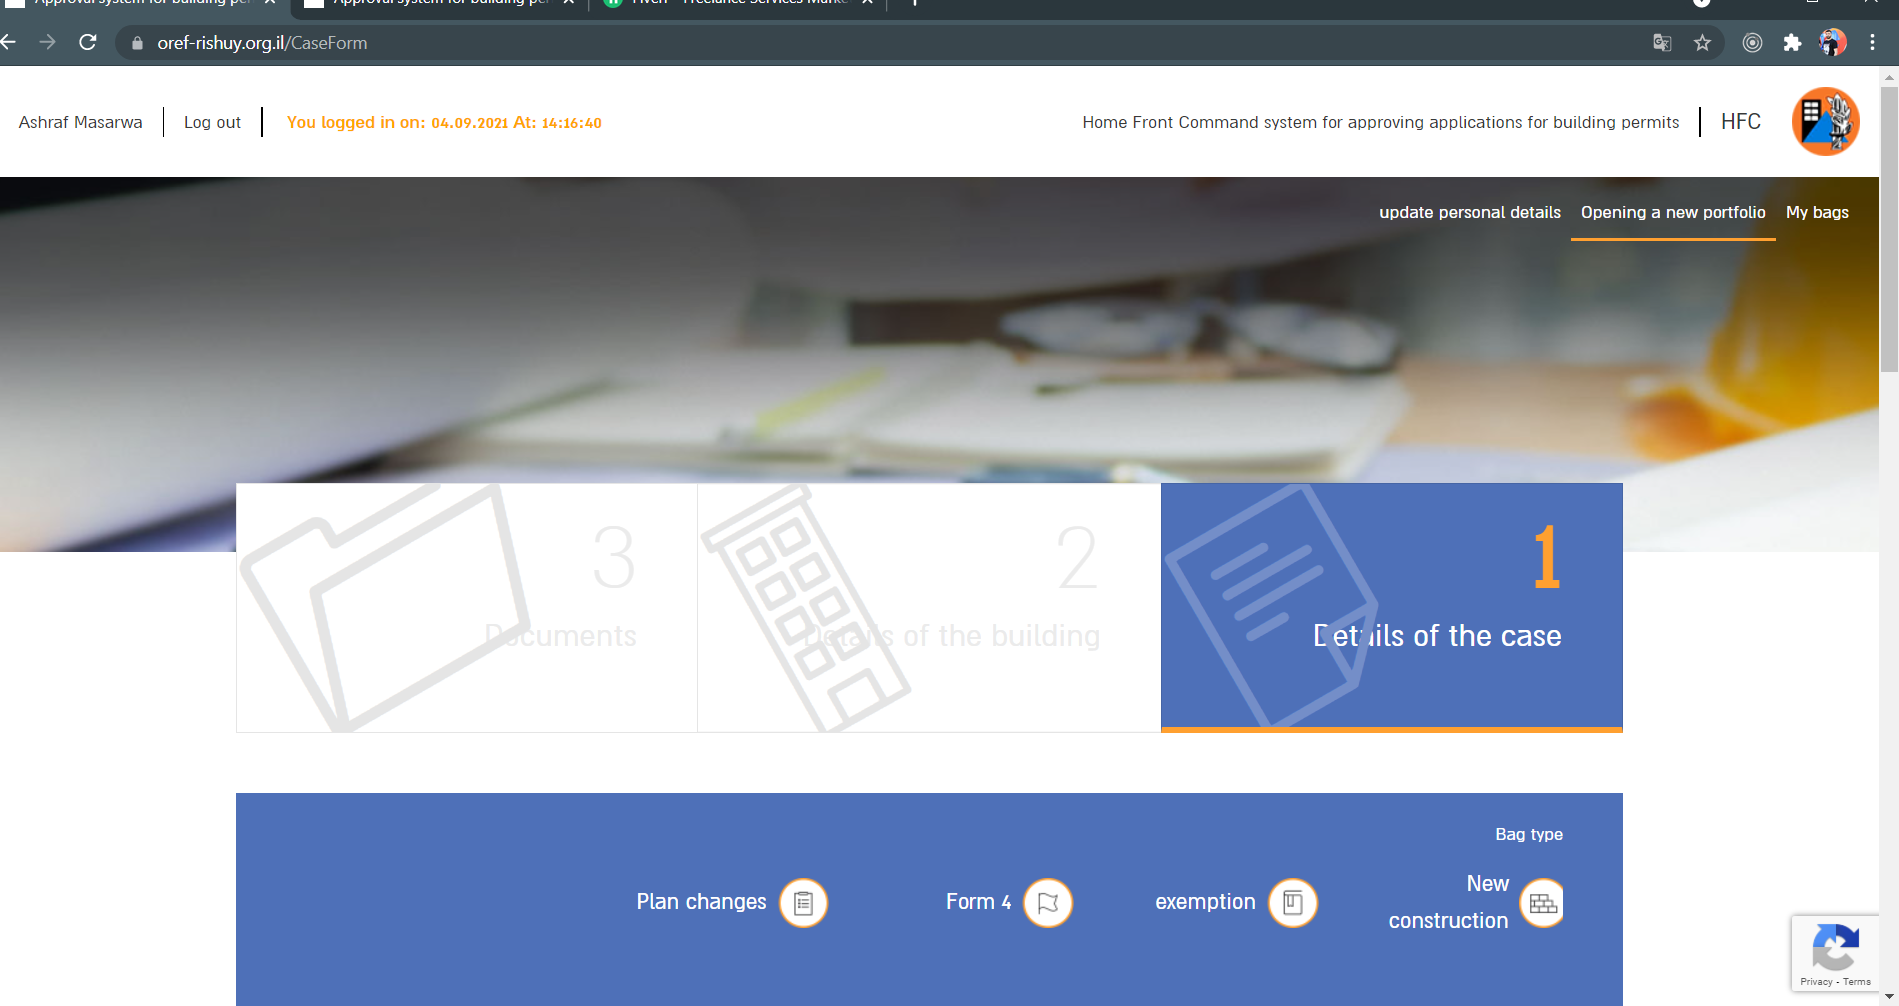 Approval system for building pe
Approval system for building pe
Fiverr - Freelance Services Marke
oref-rishuy.org.il/CaseForm
Ashraf Masarwa
Log out
You logged in on: 04.09.2021 At: 14:16:40
Home Front Command system for approving applications for building permits
HFC
update personal details
Opening a new portfolio
My bags
3
Documents
2
Details of the building
1
Details of the case
Bag type
Plan changes
Form 4
exemption
New
construction
Privacy - Terms